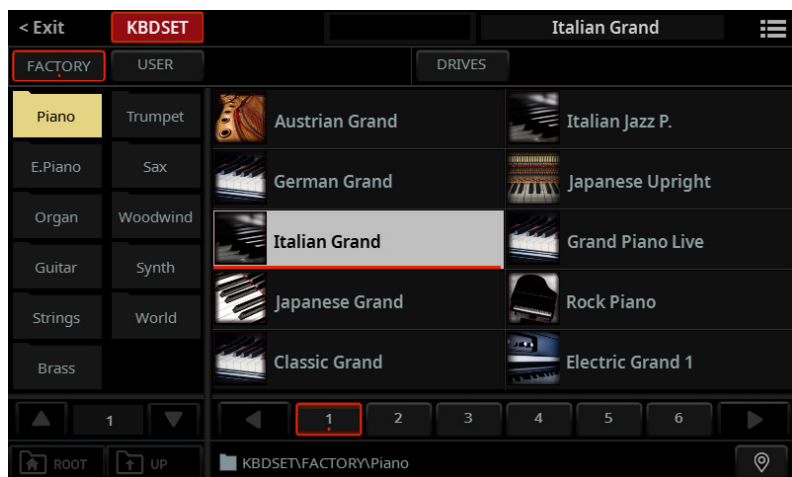 < Exit KBDSET Italian Grand
FACTORY USER DRIVES
Piano Trumpet
E.Piano Sax
Organ Woodwind
Guitar Synth
Strings World
Brass
Austrian Grand Italian Jazz P.
German Grand Japanese Upright
Italian Grand Grand Piano Live
Japanese Grand Rock Piano
Classic Grand Electric Grand 1
1 1 2 3 4 5 6
ROOT UP KBDSET\FACTORY\Piano